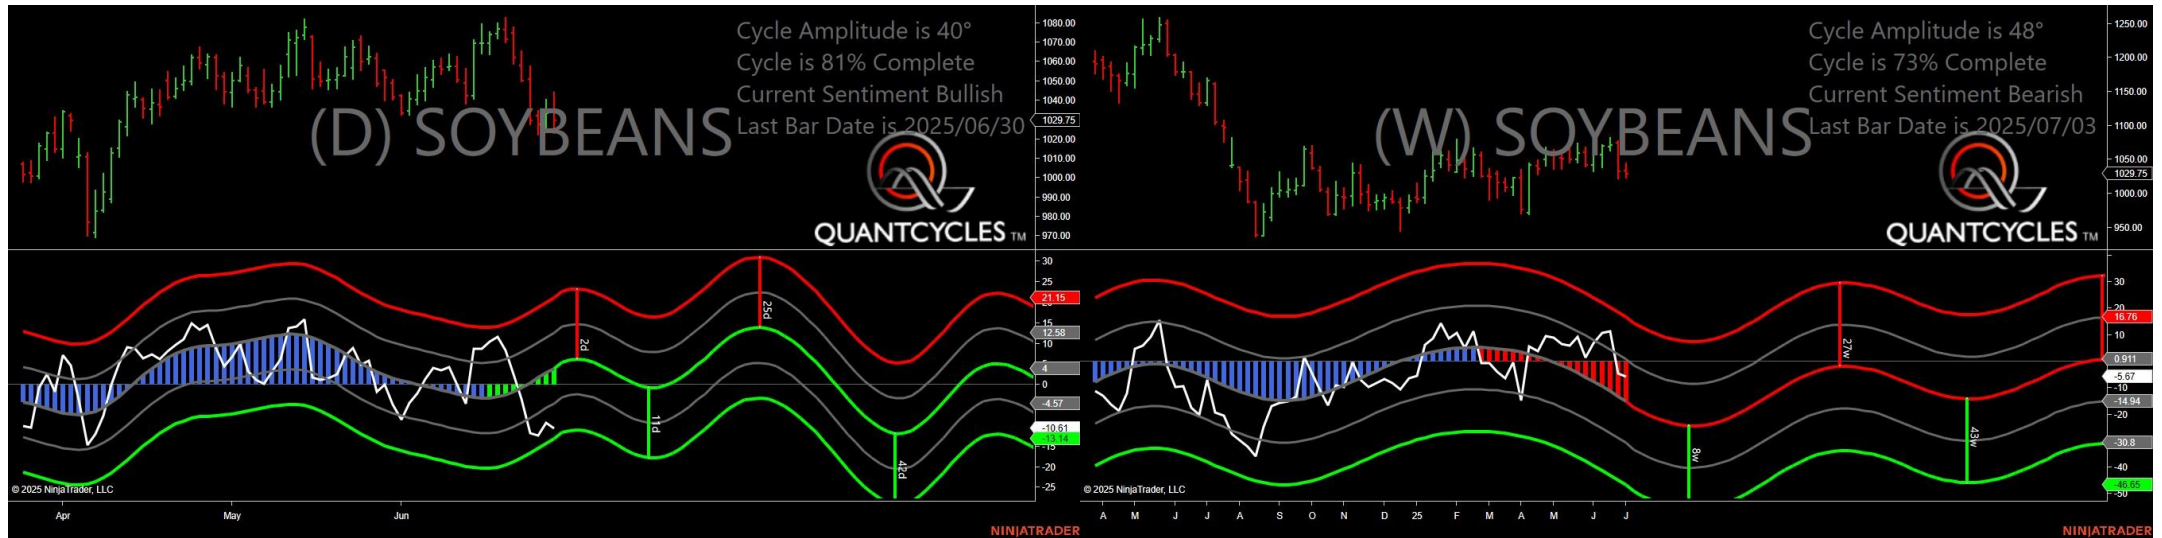 Cycle Amplitude is 40°
Cycle is 81% Complete
Current Sentiment Bullish
Last Bar Date is 2025/06/30
(D) SOYBEANS
QUANTCYCLES TM
1080.00
1070.00
1060.00
1050.00
1040.00
1029.75
1020.00
1010.00
1000.00
990.00
980.00
970.00
30
25
21.15
15
12.58
10
4
0
-4.57
-10.61
-13.14
-15
-20
-25
2d
11d
25d
42d
© 2025 NinjaTrader, LLC
Apr May Jun
NINJATRADER
Cycle Amplitude is 48°
Cycle is 73% Complete
Current Sentiment Bearish
Last Bar Date is 2025/07/03
(W) SOYBEANS
QUANTCYCLES TM
1250.00
1200.00
1150.00
1100.00
1050.00
1029.75
1000.00
950.00
30
16.76
10
0.911
-5.67
-10
-14.94
-20
-30.8
-40
-46.65
-50
8w
27w
43w
© 2025 NinjaTrader, LLC
A M J J A S O N D 25 F M A M J J
NINJATRADER